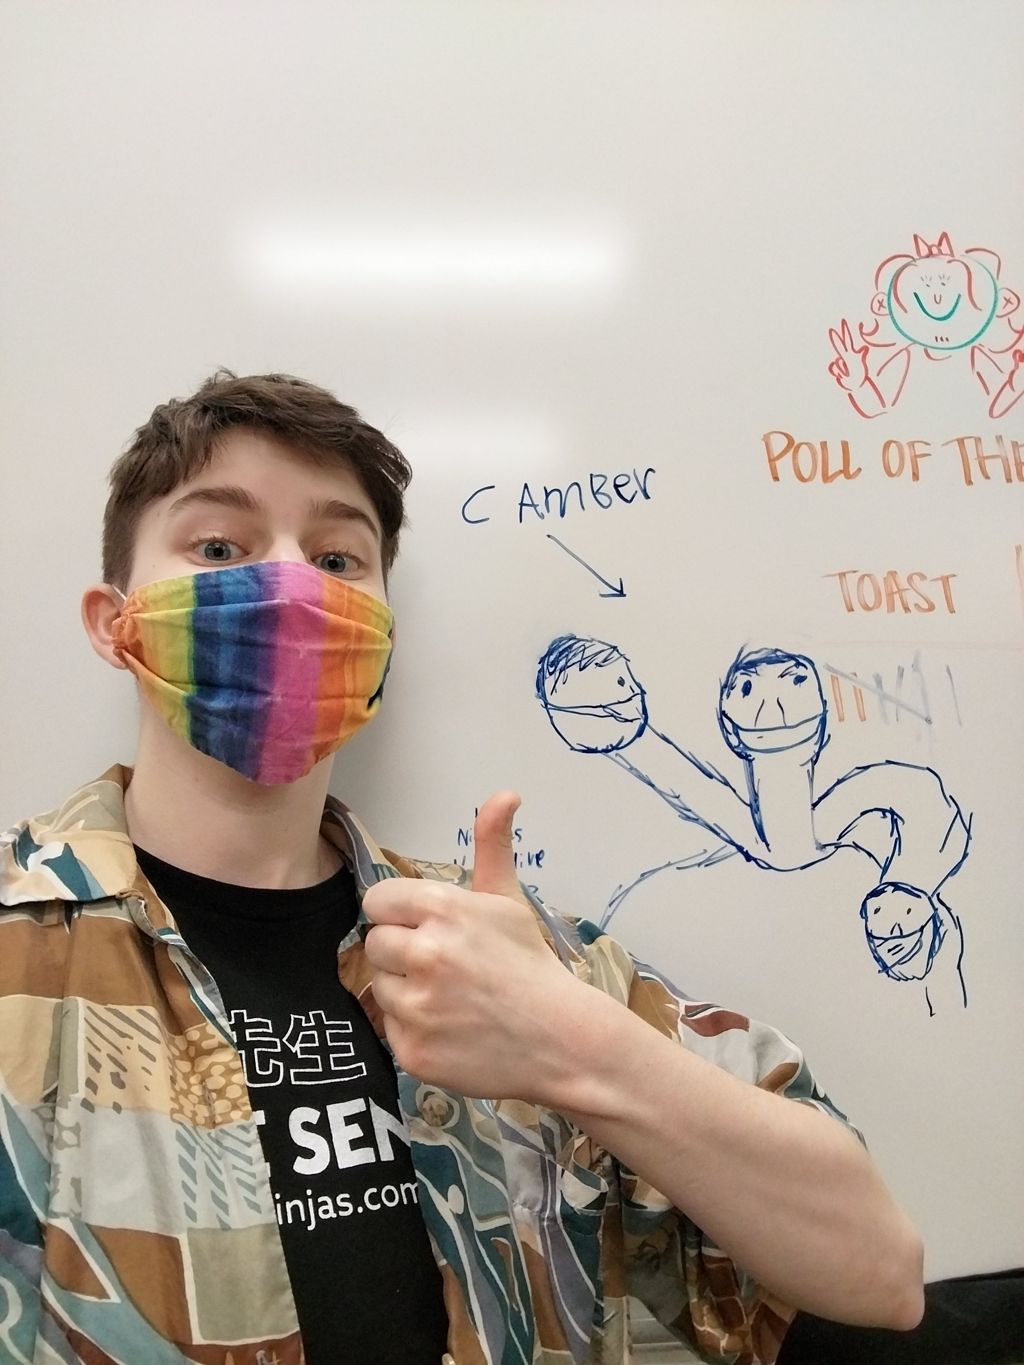 C AMBER
POLL OF THE
TOAST
先生
SEN
injas.com